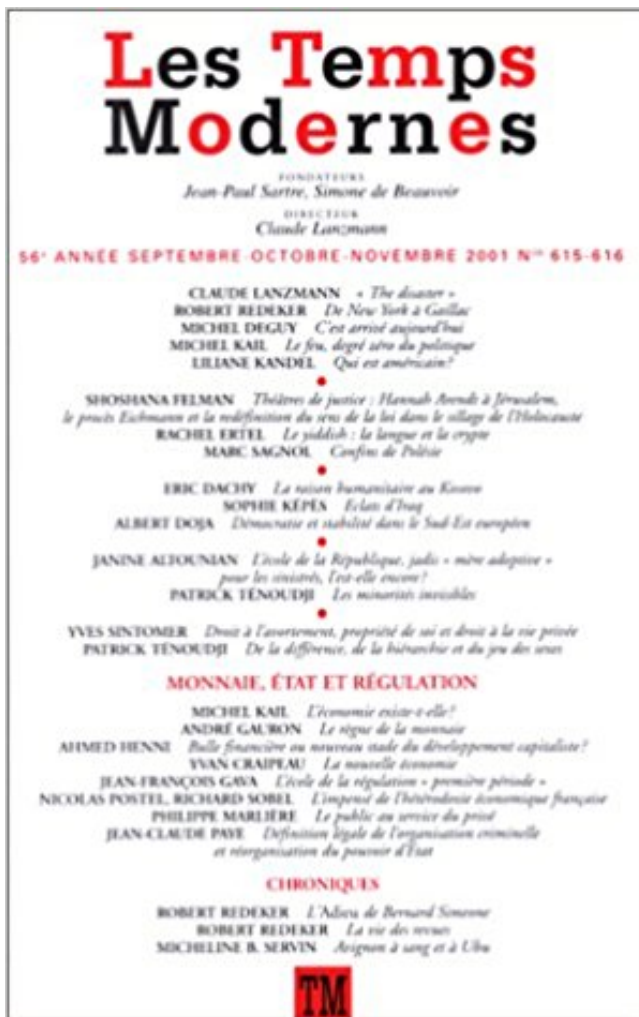 Les Temps
Modernes
FONDATEURS
Jean-Paul Sartre, Simone de Beauvoir
DIRECTEUR
Claude Lanzmann
56e ANNÉE SEPTEMBRE-OCTOBRE-NOVEMBRE 2001 Nos 615-616
CLAUDE LANZMANN « The disaster »
ROBERT REDEKER De New York à Gaillac
MICHEL DEGUY C'est arrivé aujourd'hui
MICHEL KAIL Le feu, degré zéro du politique
LILIANE KANDEL Qui est américain?
SHOSHANA FELMAN Théâtres de justice : Hannah Arendt à Jérusalem,
le procès Eichmann et la redéfinition du sens de la loi dans le sillage de l'Holocauste
RACHEL ERTEL Le yiddish : la langue et la crypte
MARC SAGNOL Confins de Polésie
ERIC DACHY La raison humanitaire au Kosovo
SOPHIE KÉPÈS Eclats d'Iraq
ALBERT DOJA Démocratie et stabilité dans le Sud-Est européen
JANINE ALTOUNIAN L'école de la République, jadis « mère adoptive »
pour les sinistrés, l'est-elle encore?
PATRICK TÉNOUDJI Les minorités invisibles
YVES SINTOMER Droit à l'avortement, propriété de soi et droit à la vie privée
PATRICK TÉNOUDJI De la différence, de la hiérarchie et du jeu des sexes
MONNAIE, ÉTAT ET RÉGULATION
MICHEL KAIL L'économie existe-t-elle?
ANDRÉ GAURON Le règne de la monnaie
AHMED HENNI Bulle financière ou nouveau stade du développement capitaliste?
YVAN CRAIPEAU La nouvelle économie
JEAN-FRANÇOIS GAVA L'école de la régulation « première période »
NICOLAS POSTEL, RICHARD SOBEL L'impensé de l'hétérodoxie économique française
PHILIPPE MARLIÈRE Le public au service du privé
JEAN-CLAUDE PAYE Définition légale de l'organisation criminelle
et réorganisation du pouvoir d'État
CHRONIQUES
ROBERT REDEKER L'Adieu de Bernard Simeone
ROBERT REDEKER La vie des revues
MICHELINE B. SERVIN Avignon à sang et à Ubu
TM